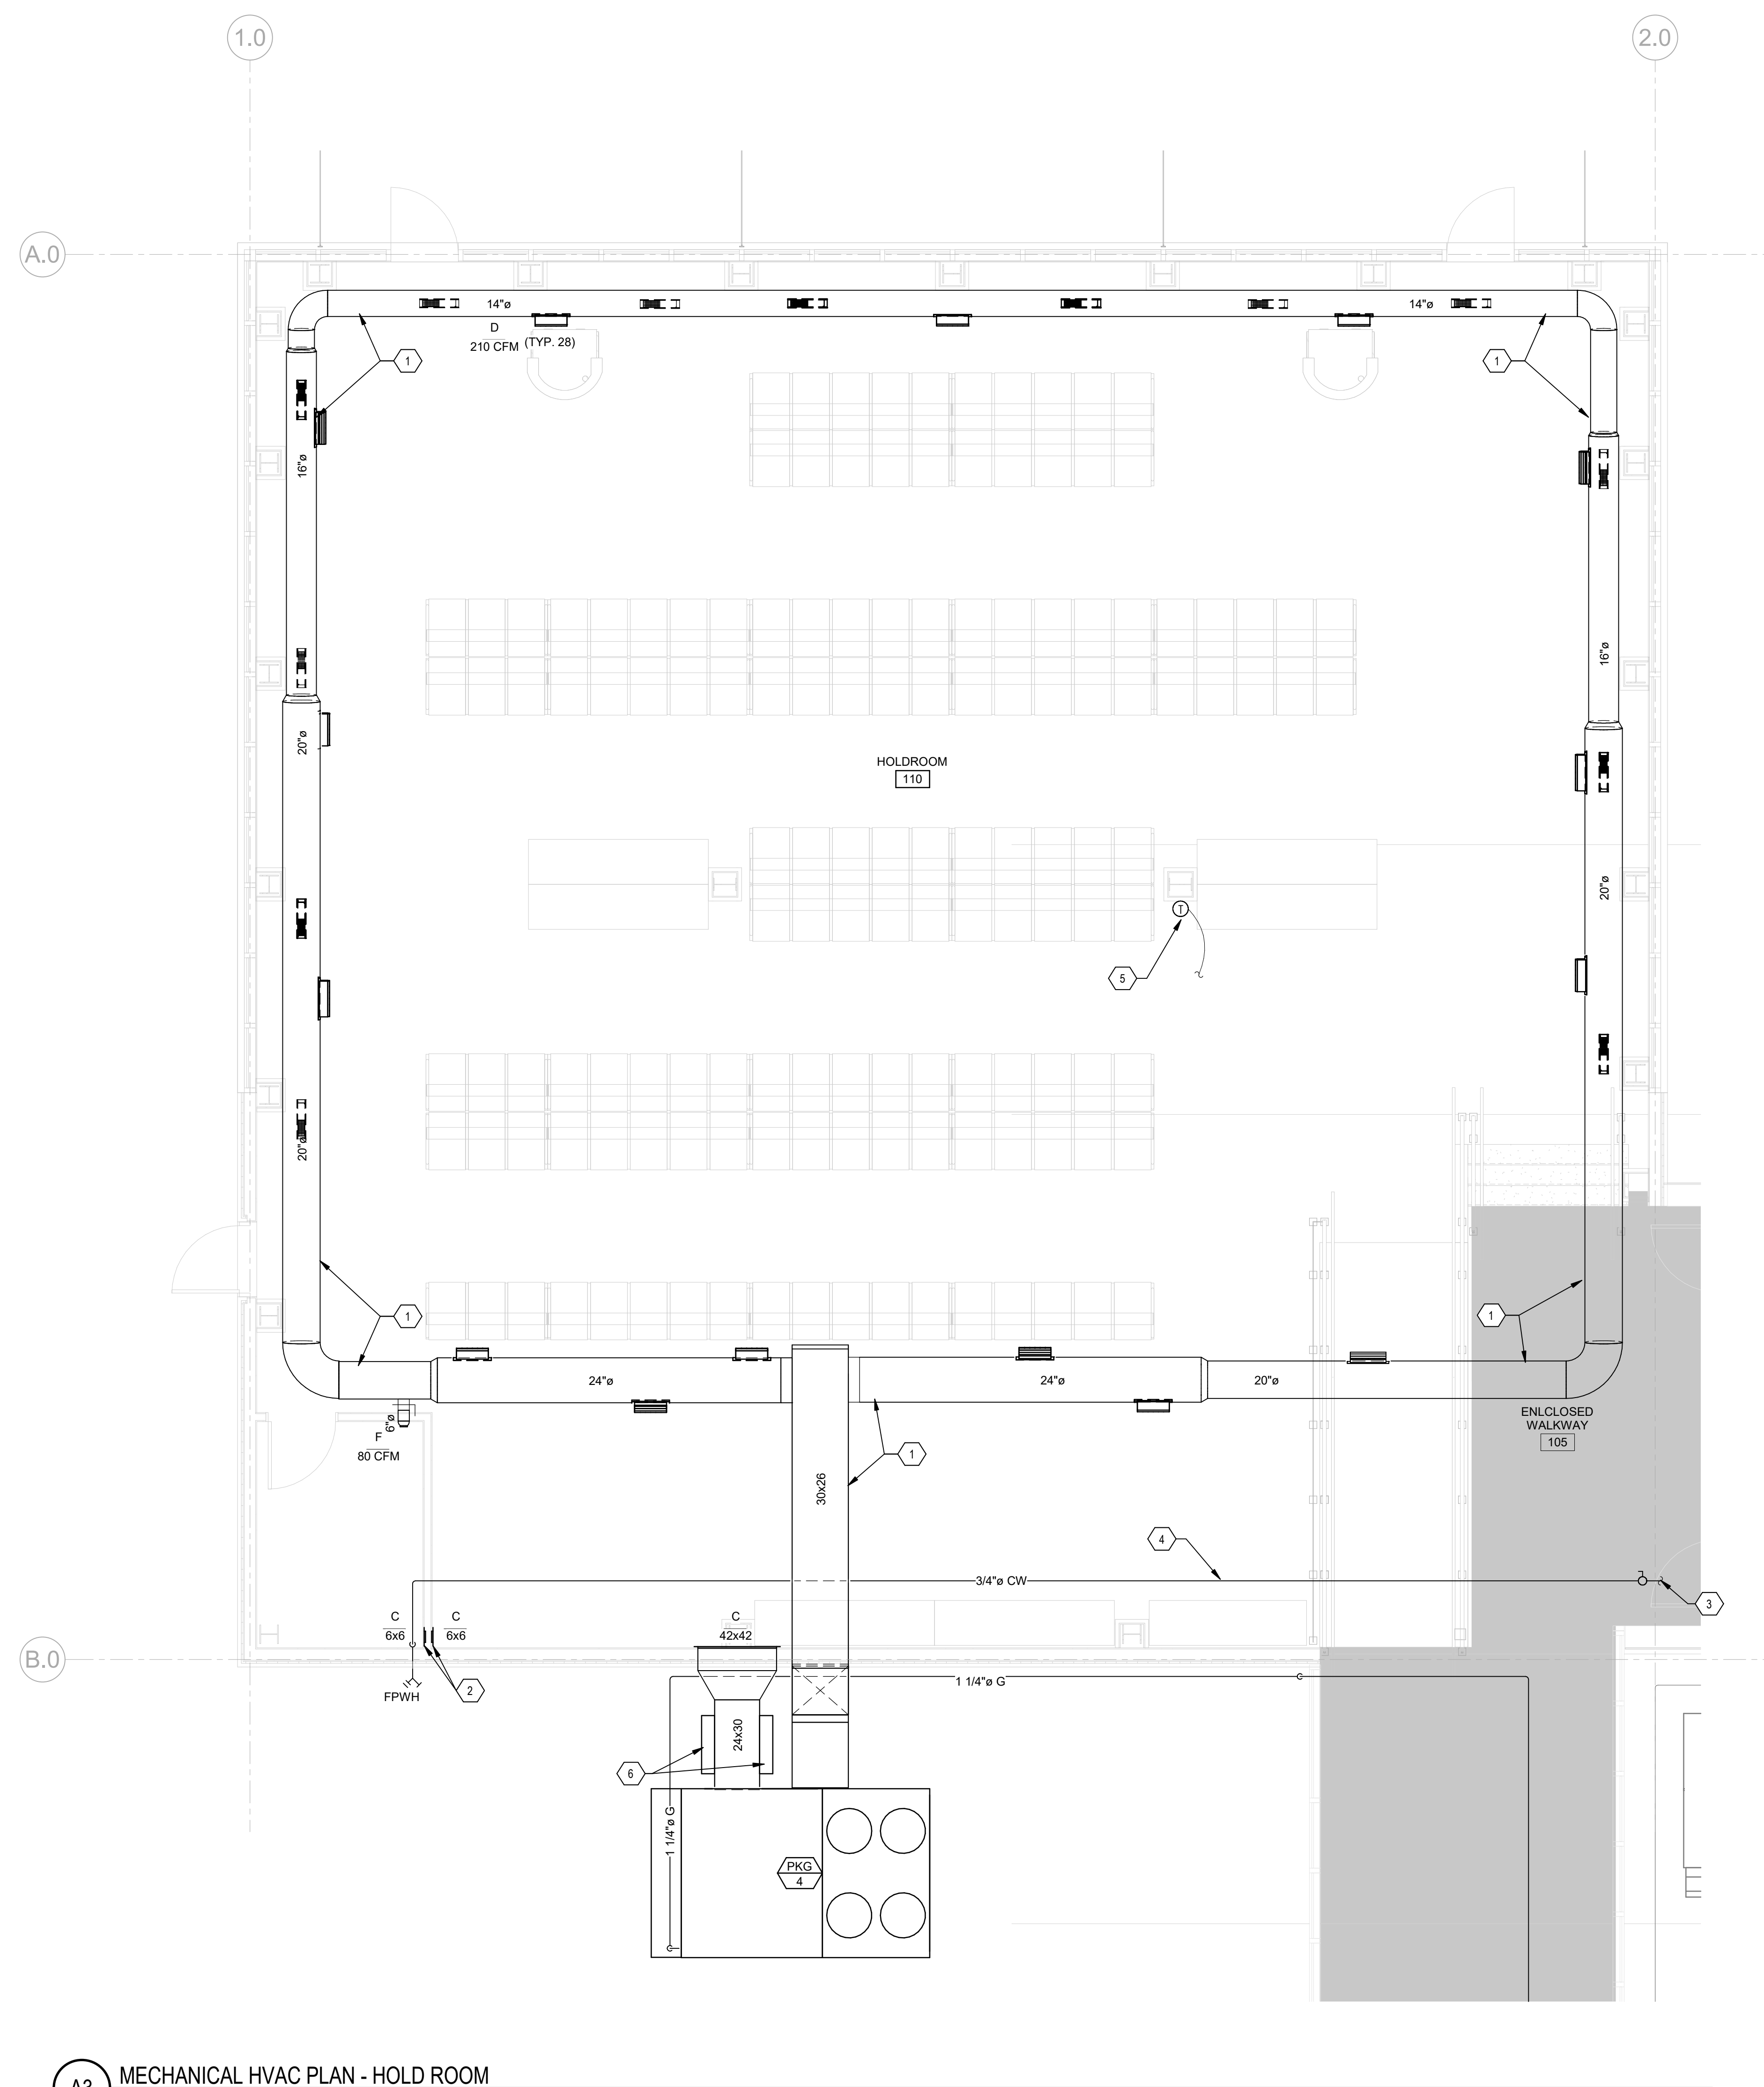 1.0
2.0
A.0
14"ø
14"ø
D
210 CFM
(TYP. 28)
1
1
16"ø
16"ø
20"ø
HOLDROOM
110
20"ø
T
5
20"ø
1
1
24"ø
24"ø
20"ø
6"ø
F
80 CFM
ENLCLOSED
WALKWAY
105
1
30x26
4
3/4"ø CW
3
C
6x6
C
6x6
C
42x42
B.0
FPWH
2
1 1/4"ø G
24x30
6
1 1/4"ø G
PKG
4
A3
MECHANICAL HVAC PLAN - HOLD ROOM